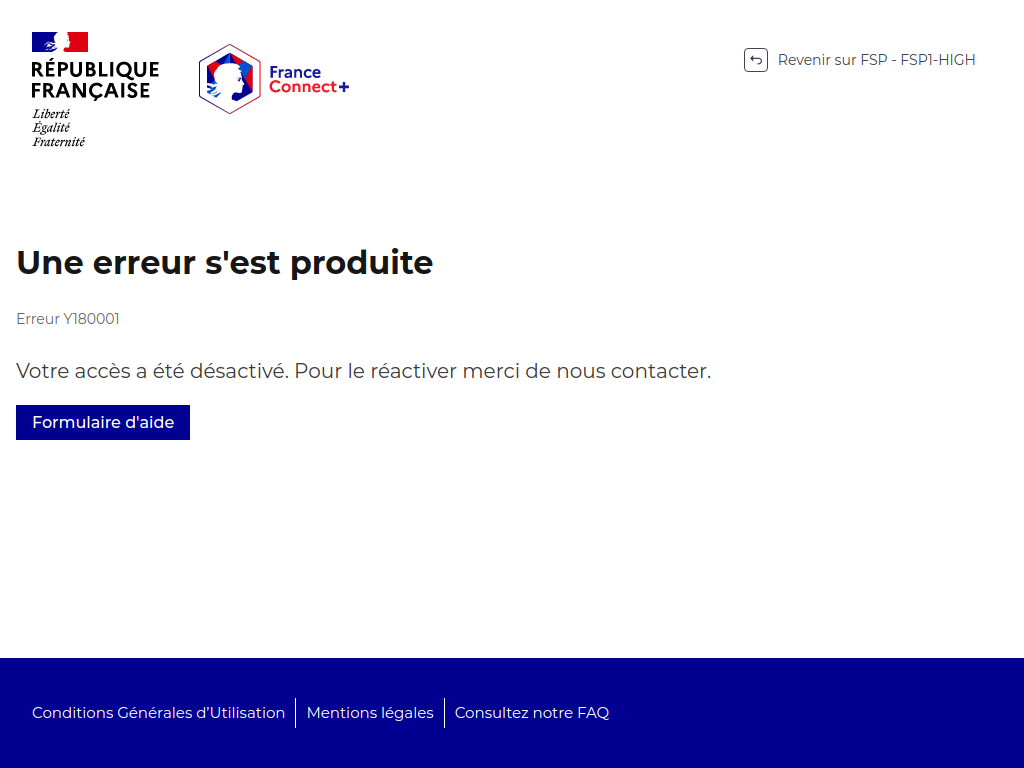 RÉPUBLIQUE
FRANÇAISE
Liberté
Égalité
Fraternité
France
Connect+
Revenir sur FSP - FSP1-HIGH
Une erreur s'est produite
Erreur Y180001
Votre accès a été désactivé. Pour le réactiver merci de nous contacter.
Formulaire d'aide
Conditions Générales d’Utilisation
Mentions légales
Consultez notre FAQ